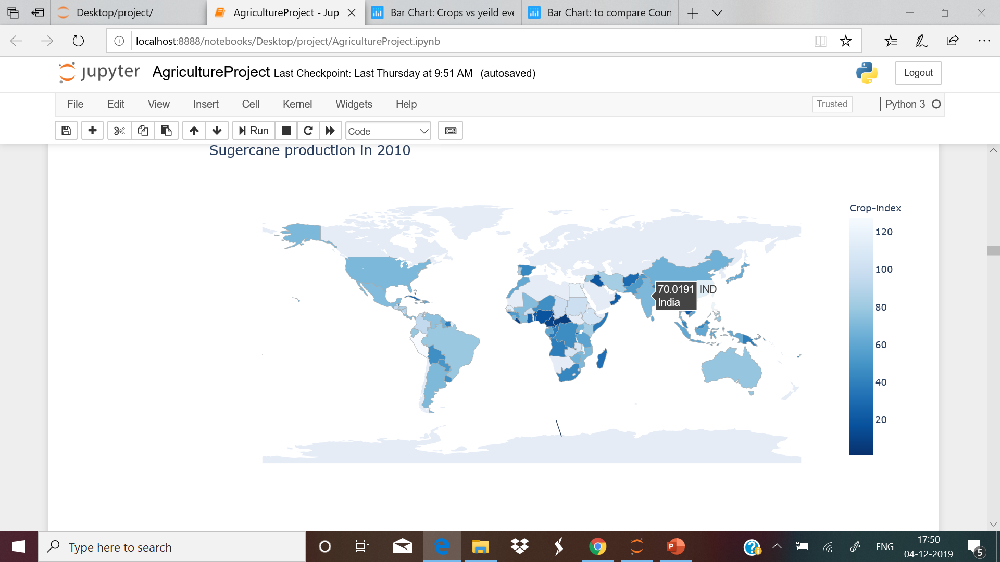 Desktop/project/
AgricultureProject - Jup
Bar Chart: Crops vs yeild eve
Bar Chart: to compare Coun
localhost:8888/notebooks/Desktop/project/AgricultureProject.ipynb
jupyter AgricultureProject Last Checkpoint: Last Thursday at 9:51 AM (autosaved)
Logout
File Edit View Insert Cell Kernel Widgets Help
Trusted
Python 3
Run
Code
Sugercane production in 2010
Crop-index
120
100
80
60
40
20
70.0191 IND
India
Type here to search
P
ENG
17:50
04-12-2019
5